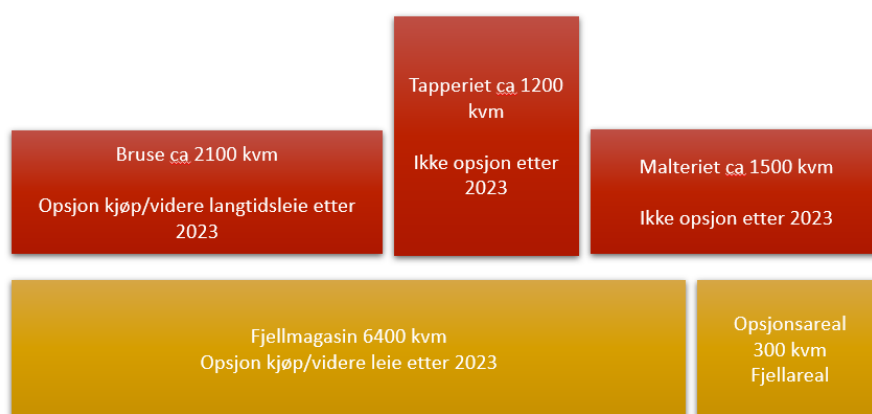 Bruse ca 2100 kvm
Opsjon kjøp/videre langtidsleie etter
2023
Tapperiet ca 1200
kvm
Ikke opsjon etter
2023
Malteriet ca 1500 kvm
Ikke opsjon etter 2023
Fjellmagasin 6400 kvm
Opsjon kjøp/videre leie etter 2023
Opsjonsareal
300 kvm
Fjellareal